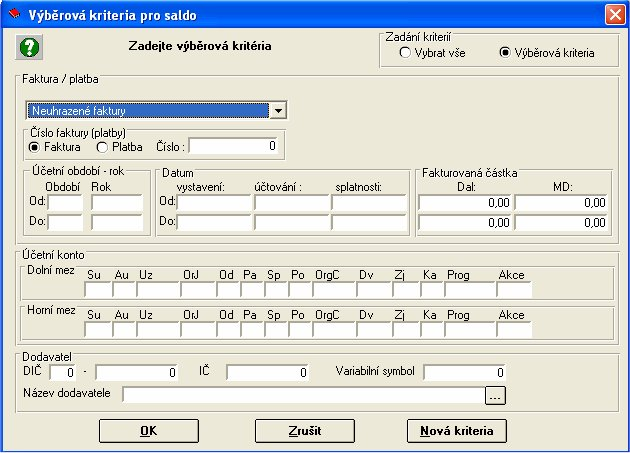 Výběrová kriteria pro saldo
Zadejte výběrová kritéria
Zadání kriterií
Vybrat vše Výběrová kriteria
Faktura / platba
Neuhrazené faktury
Číslo faktury (platby)
Faktura Platba Číslo : 0
Účetní období - rok Datum Fakturovaná částka
Období Rok vystavení: účtování : splatnosti: Dal: MD:
Od: Od: 0,00 0,00
Do: Do: 0,00 0,00
Účetní konto
Dolní mez Su Au Uz OrJ Od Pa Sp Po OrgC Dv Zj Ka Prog Akce
Horní mez Su Au Uz OrJ Od Pa Sp Po OrgC Dv Zj Ka Prog Akce
Dodavatel
DIČ 0 - 0 IČ 0 Variabilní symbol 0
Název dodavatele ...
OK Zrušit Nová kriteria